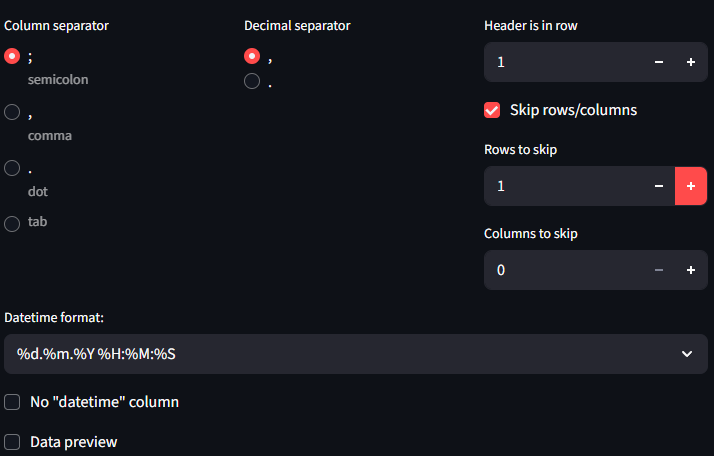 Column separator
;
semicolon
,
comma
.
dot
tab
Decimal separator
,
.
Header is in row
1
Skip rows/columns
Rows to skip
1
Columns to skip
0
Datetime format:
%d.%m.%Y %H:%M:%S
No "datetime" column
Data preview